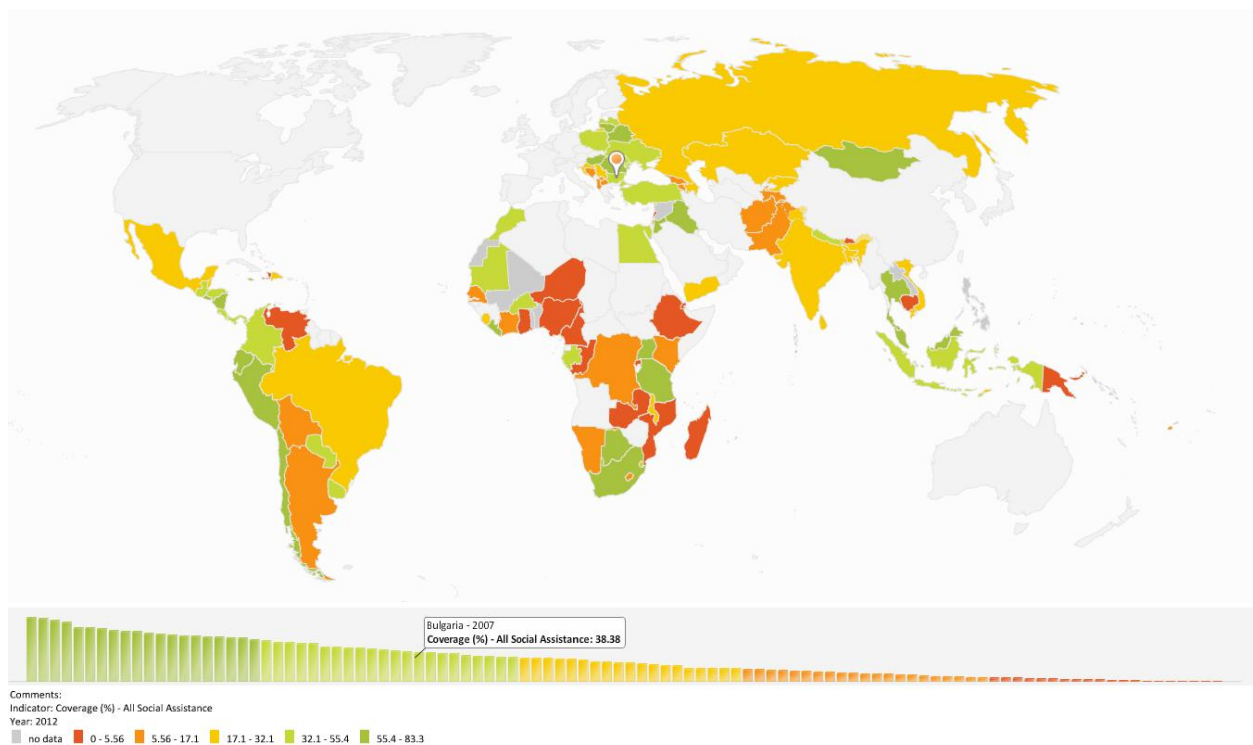 Bulgaria - 2007
Coverage (%) - All Social Assistance: 38.38
Comments:
Indicator: Coverage (%) - All Social Assistance
Year: 2012
no data 0 - 5.56 5.56 - 17.1 17.1 - 32.1 32.1 - 55.4 55.4 - 83.3